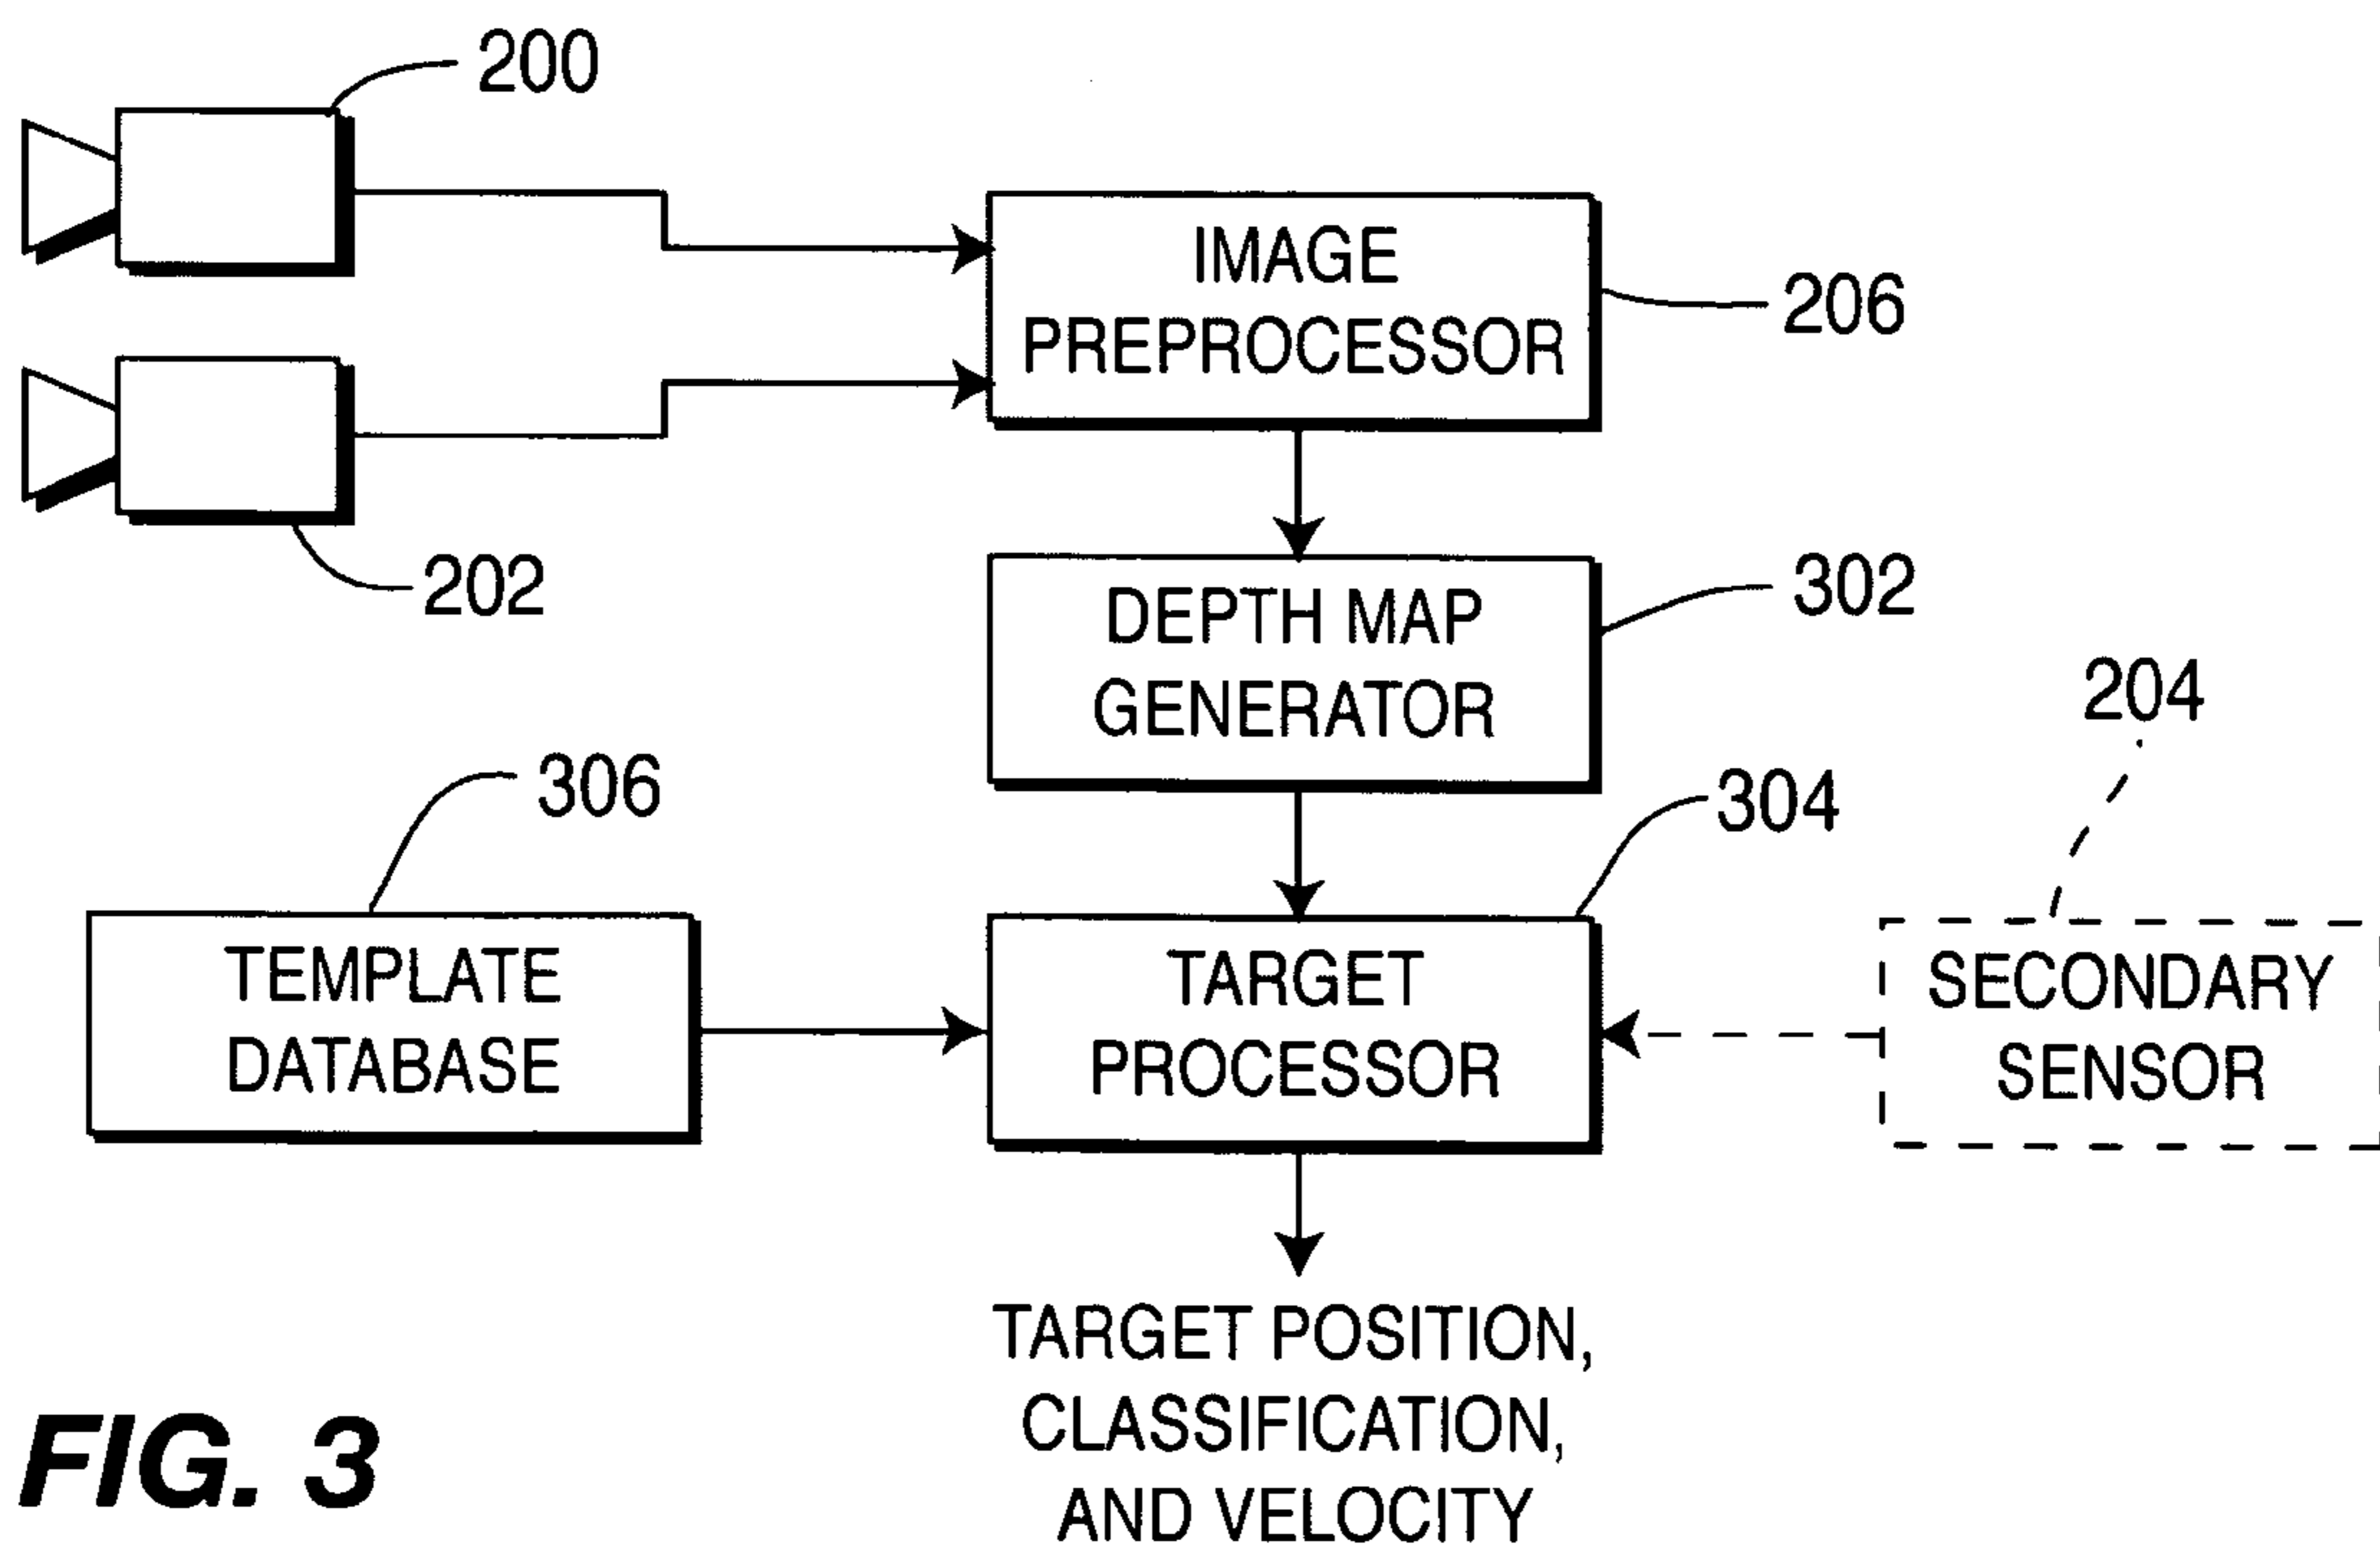 200
IMAGE
PREPROCESSOR
206
202
DEPTH MAP
GENERATOR
302
204
306
304
TEMPLATE
DATABASE
TARGET
PROCESSOR
SECONDARY
SENSOR
TARGET POSITION,
CLASSIFICATION,
AND VELOCITY
FIG. 3